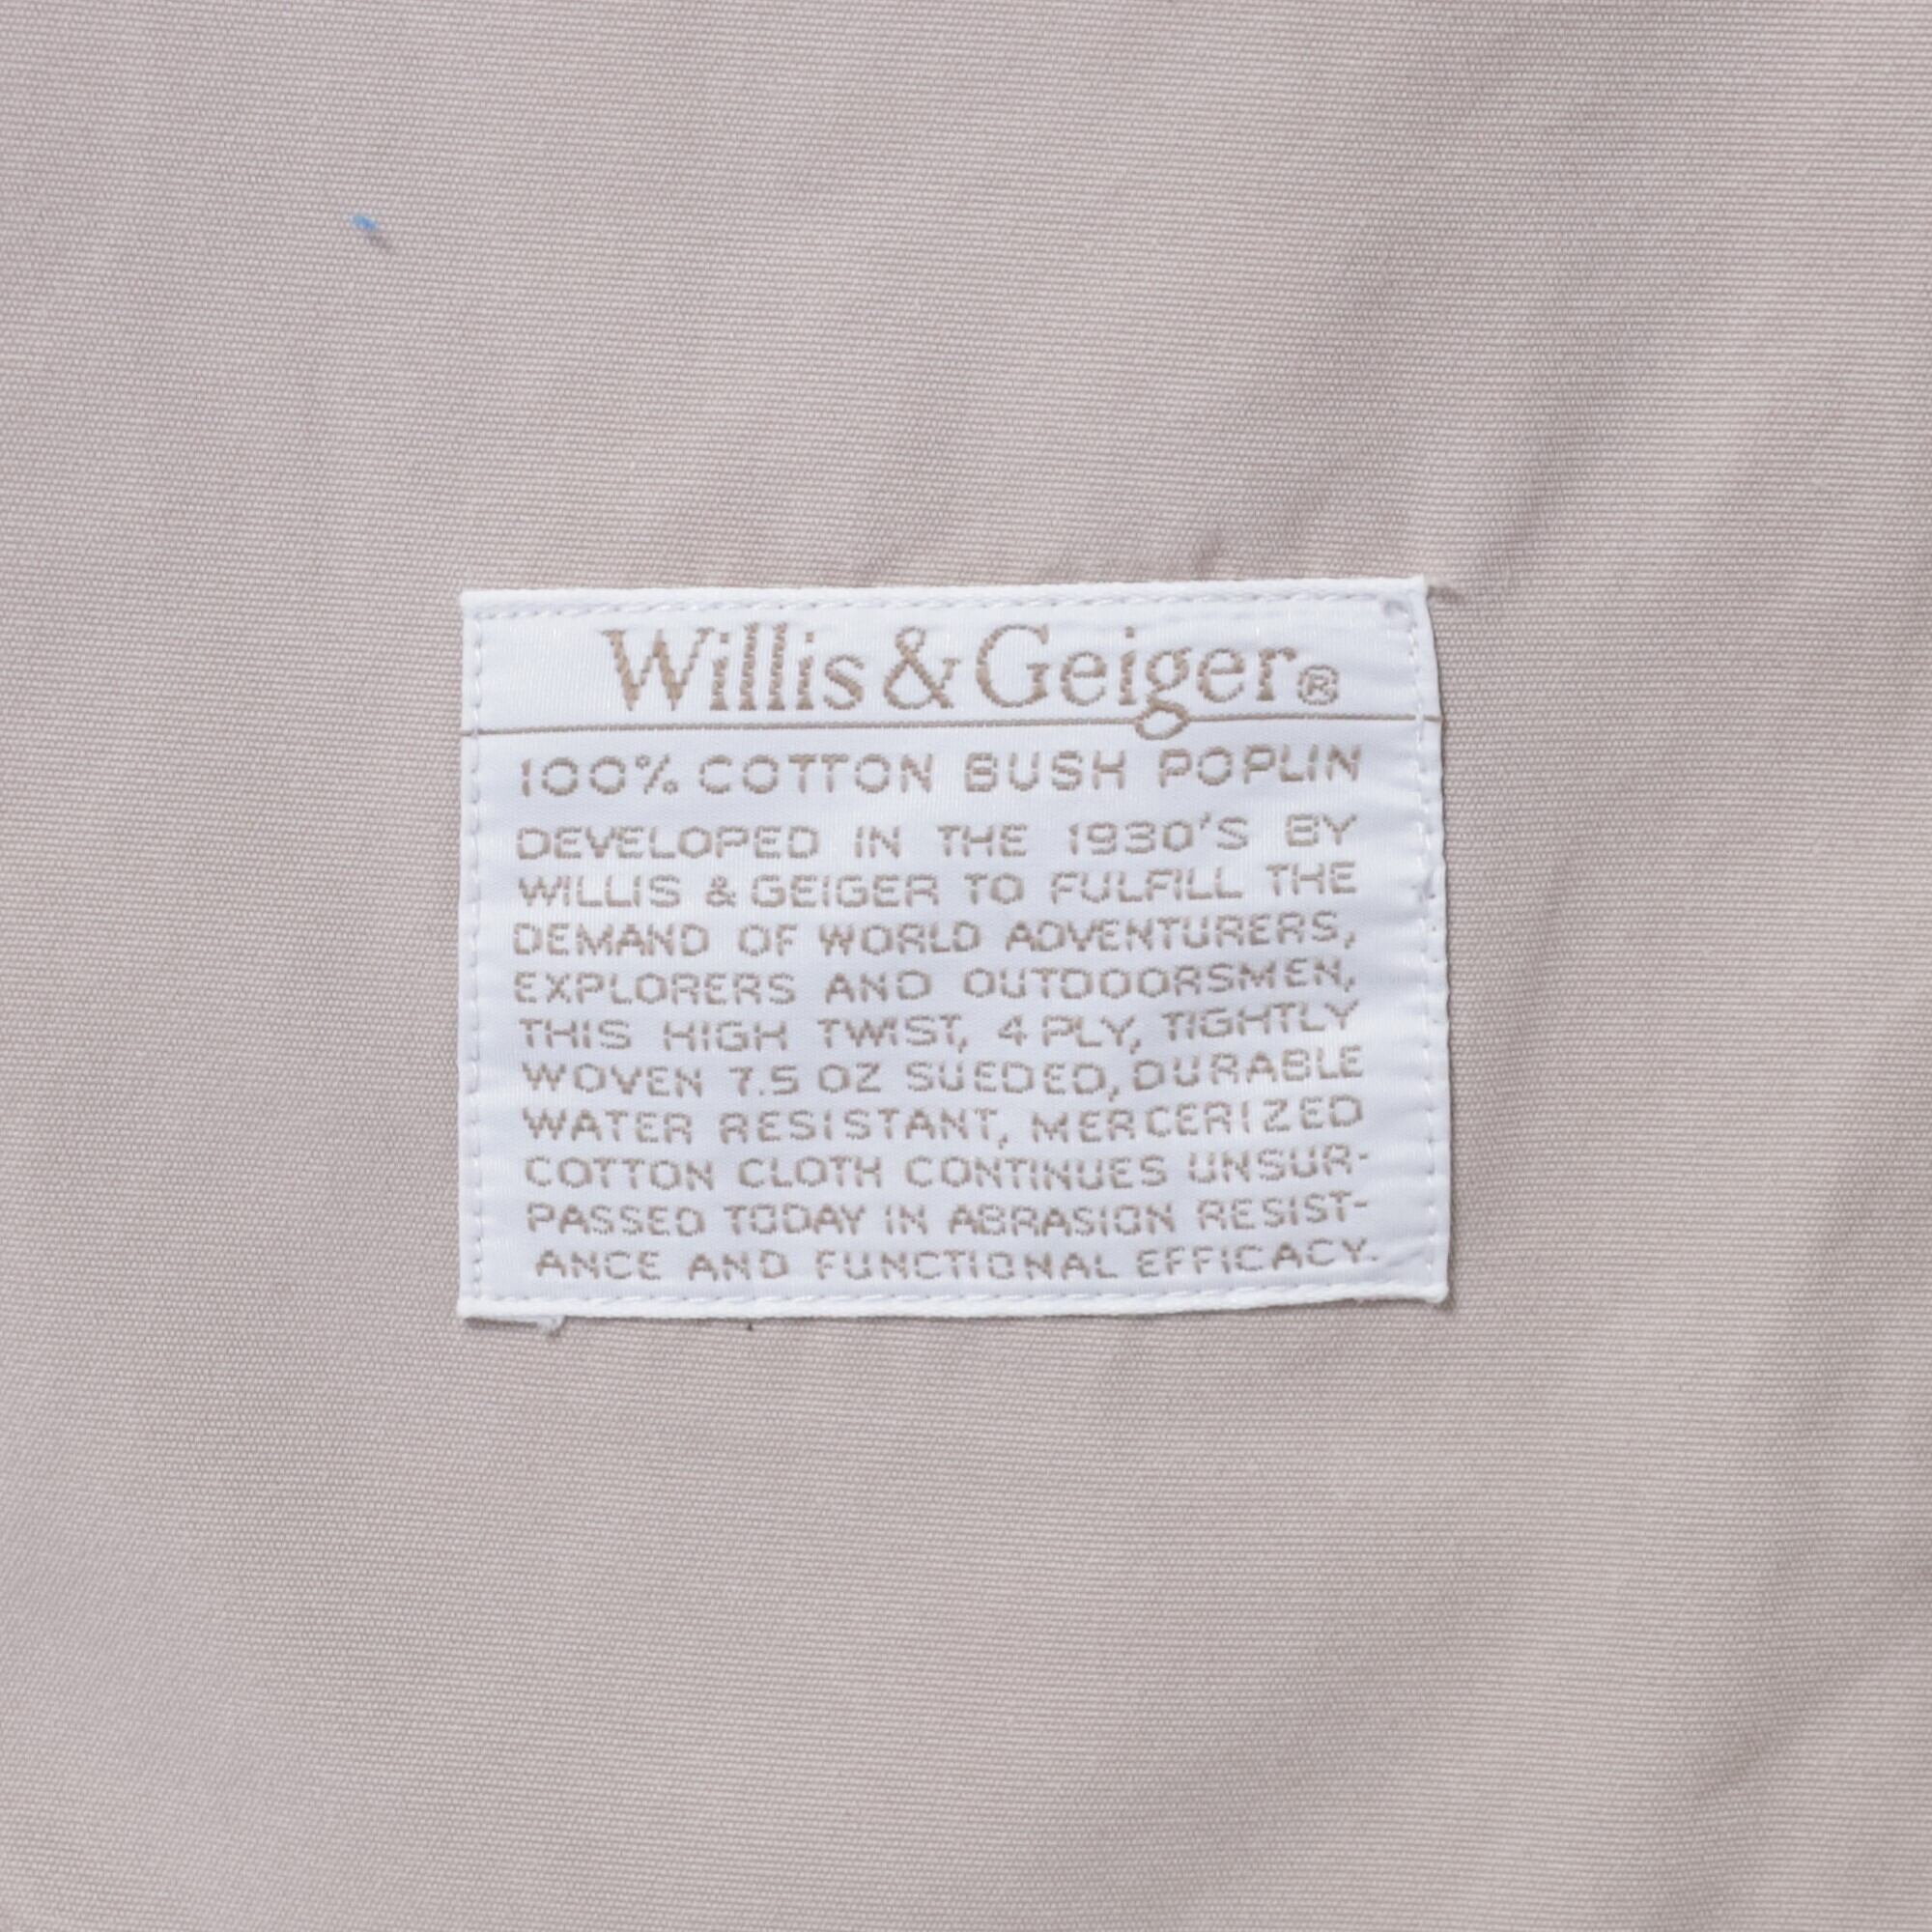 Willis & Geiger®
100% COTTON BUSH POPLIN
DEVELOPED IN THE 1930'S BY
WILLIS & GEIGER TO FULFILL THE
DEMAND OF WORLD ADVENTURERS,
EXPLORERS AND OUTDOORSMEN,
THIS HIGH TWIST, 4 PLY, TIGHTLY
WOVEN 7.5 OZ SUEDED, DURABLE
WATER RESISTANT, MERCERIZED
COTTON CLOTH CONTINUES UNSUR-
PASSED TODAY IN ABRASION RESIST-
ANCE AND FUNCTIONAL EFFICACY.